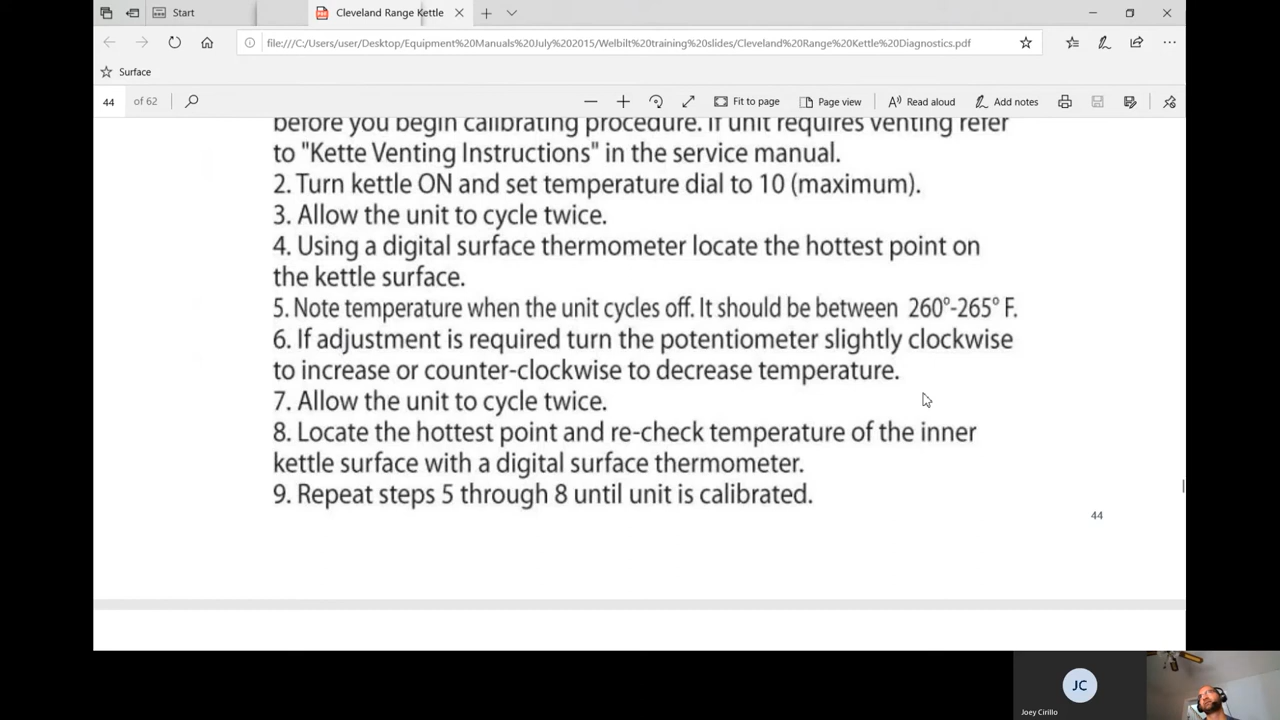 Start
Cleveland Range Kettle
file:///C:/Users/user/Desktop/Equipment%20Manuals%20July%202015/Welbilt%20training%20slides/Cleveland%20Range%20Kettle%20Diagnostics.pdf
Surface
44 of 62
Fit to page
Page view
Read aloud
Add notes
before you begin calibrating procedure. If unit requires venting refer
to "Kette Venting Instructions" in the service manual.
2. Turn kettle ON and set temperature dial to 10 (maximum).
3. Allow the unit to cycle twice.
4. Using a digital surface thermometer locate the hottest point on
the kettle surface.
5. Note temperature when the unit cycles off. It should be between 260°-265° F.
6. If adjustment is required turn the potentiometer slightly clockwise
to increase or counter-clockwise to decrease temperature.
7. Allow the unit to cycle twice.
8. Locate the hottest point and re-check temperature of the inner
kettle surface with a digital surface thermometer.
9. Repeat steps 5 through 8 until unit is calibrated.
44
JC
Joey Cirillo